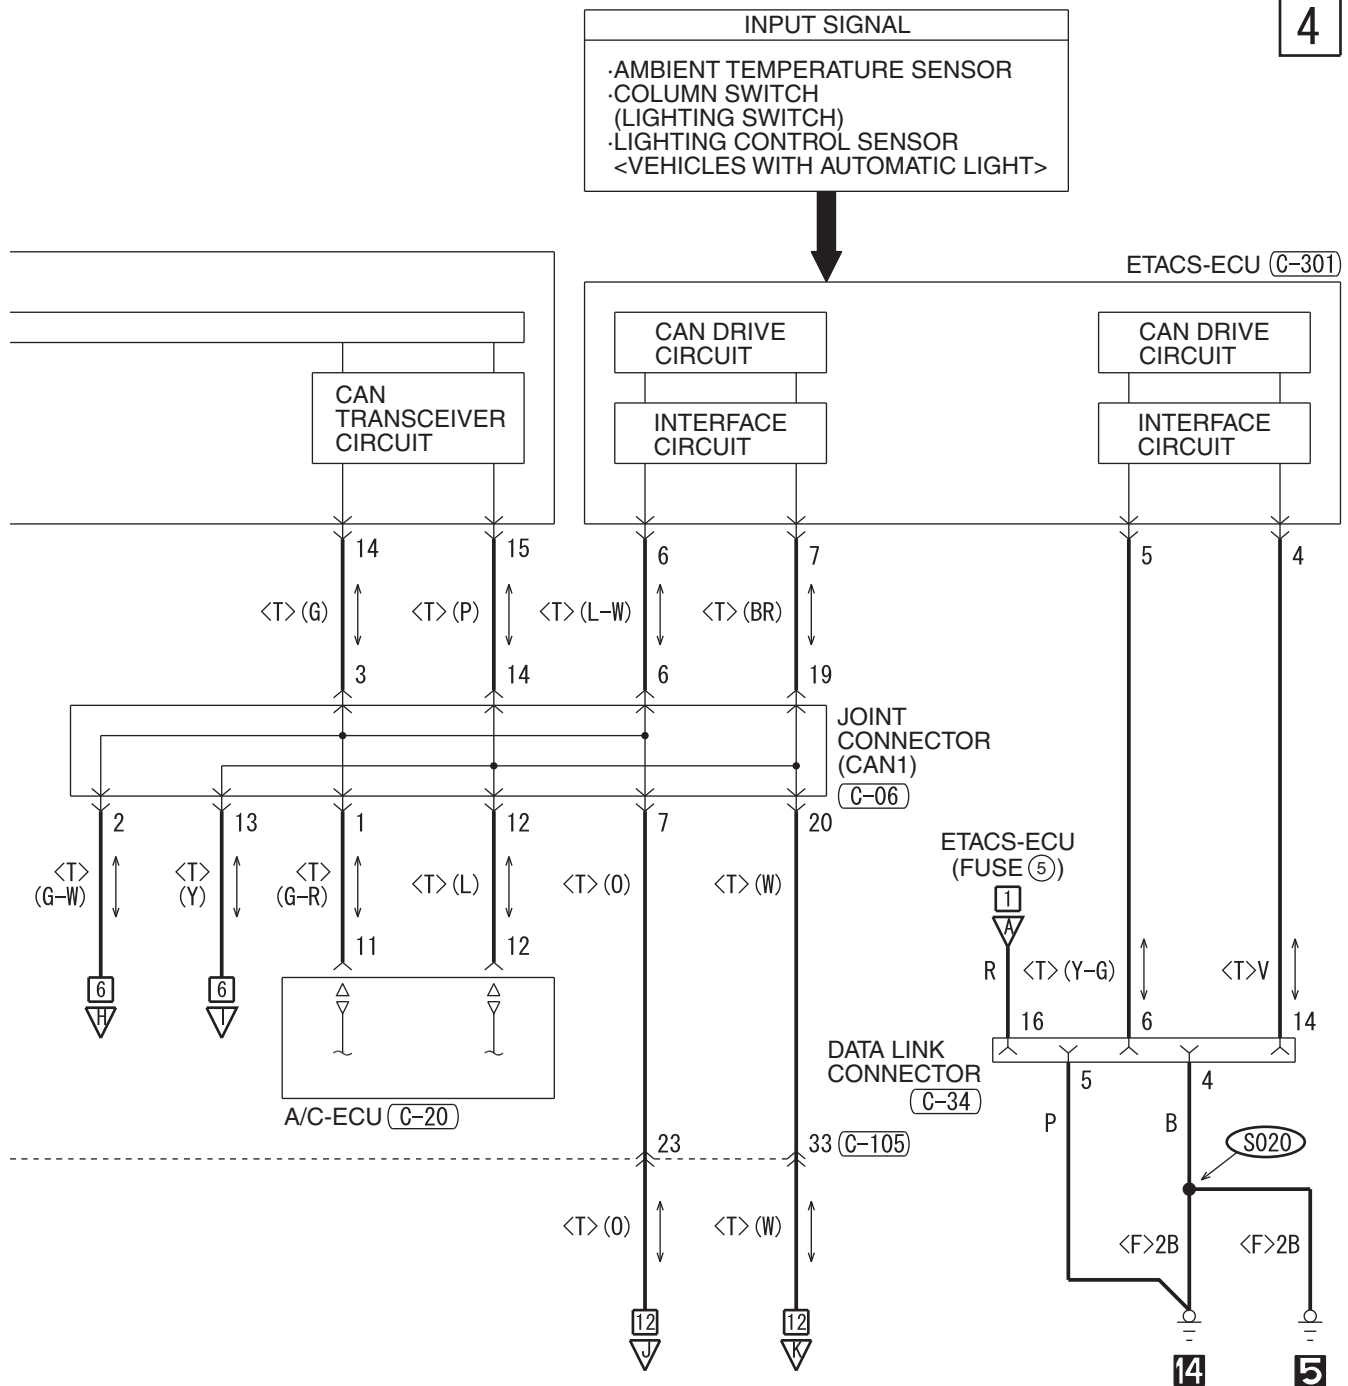 4
INPUT SIGNAL
·AMBIENT TEMPERATURE SENSOR
·COLUMN SWITCH
(LIGHTING SWITCH)
·LIGHTING CONTROL SENSOR
<VEHICLES WITH AUTOMATIC LIGHT>
ETACS-ECU C-301
CAN DRIVE
CIRCUIT
CAN DRIVE
CIRCUIT
CAN
TRANSCEIVER
CIRCUIT
INTERFACE
CIRCUIT
INTERFACE
CIRCUIT
14 15 6 7 5 4
<T>(G) <T>(P) <T>(L-W) <T>(BR)
3 14 6 19
JOINT
CONNECTOR
(CAN1)
C-06
2 13 1 12 7 20
<T>
(G-W)
<T>
(Y)
<T>
(G-R)
<T>(L) <T>(O) <T>(W)
ETACS-ECU
(FUSE 5)
1
A
11 12
R <T>(Y-G) <T>V
6 6
H I
16 6 14
DATA LINK
CONNECTOR
C-34
5 4
A/C-ECU C-20
P B
23 33 C-105
S020
<T>(O) <T>(W) <F>2B <F>2B
12 12
J K
14 5